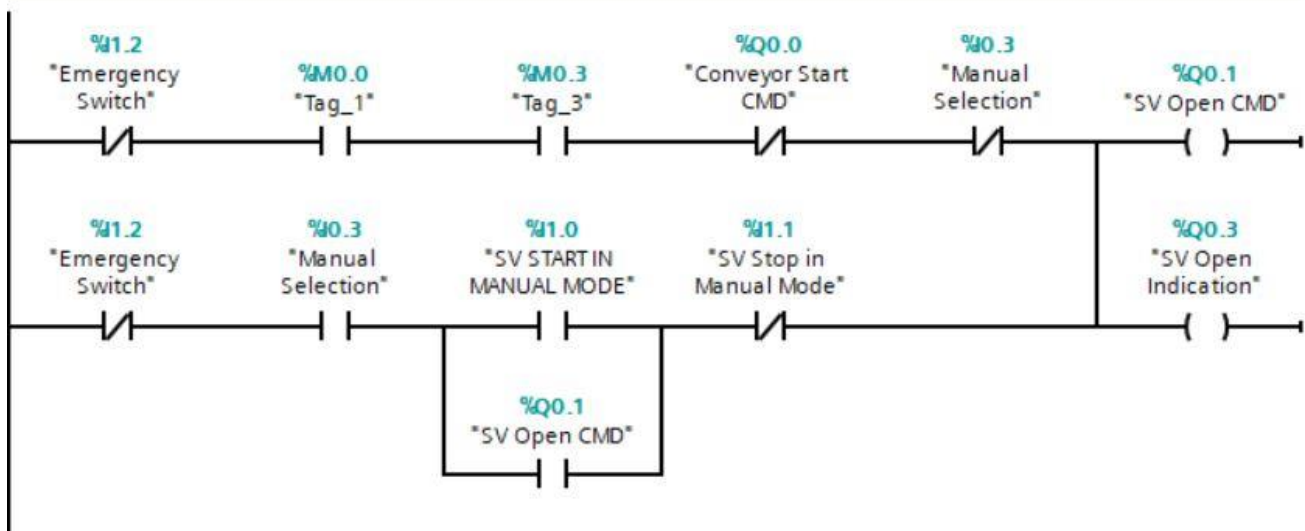 %I1.2
"Emergency
Switch"
%M0.0
"Tag_1"
%M0.3
"Tag_3"
%Q0.0
"Conveyor Start
CMD"
%I0.3
"Manual
Selection"
%Q0.1
"SV Open CMD"
%I1.2
"Emergency
Switch"
%I0.3
"Manual
Selection"
%I1.0
"SV START IN
MANUAL MODE"
%I1.1
"SV Stop in
Manual Mode"
%Q0.3
"SV Open
Indication"
%Q0.1
"SV Open CMD"